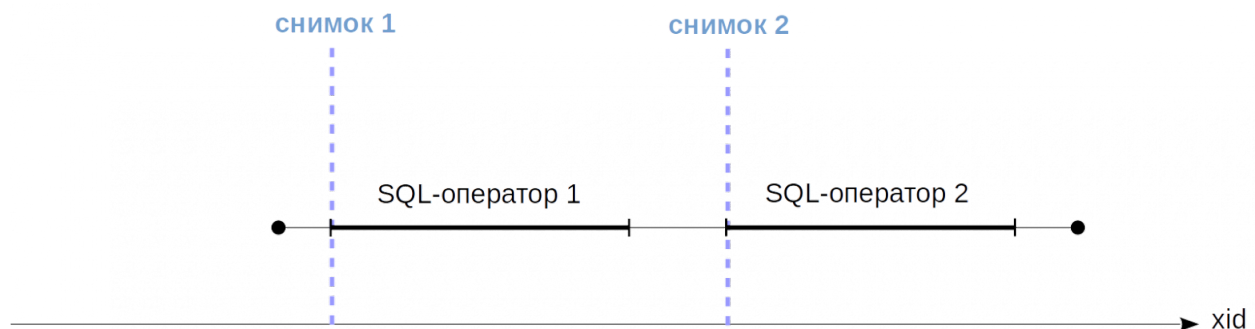 снимок 1
снимок 2
SQL-оператор 1
SQL-оператор 2
xid